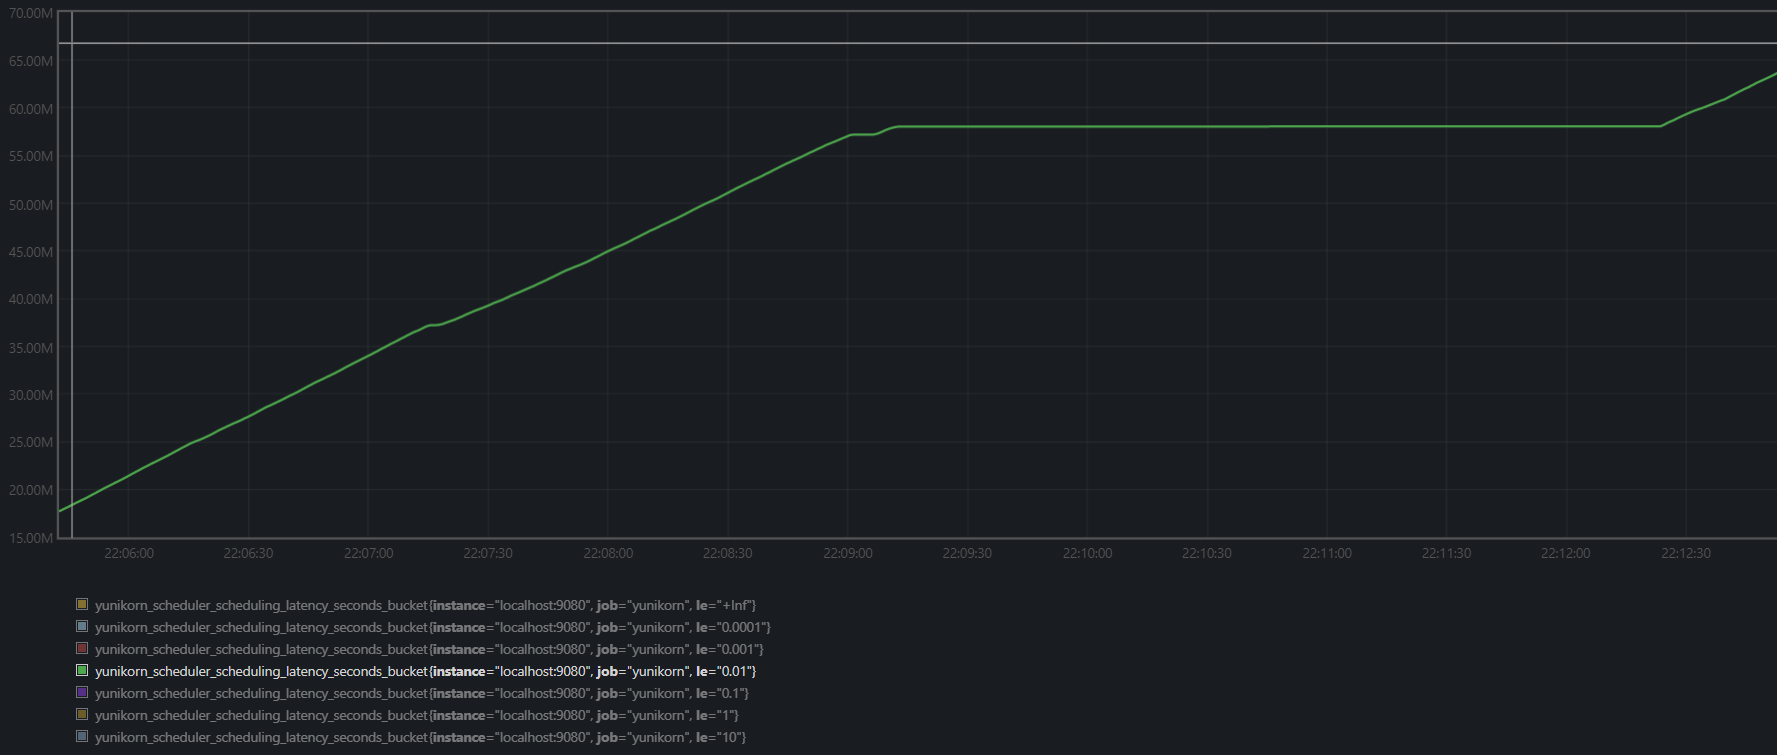 70.00M
65.00M
60.00M
55.00M
50.00M
45.00M
40.00M
35.00M
30.00M
25.00M
20.00M
15.00M
22:06:00 22:06:30 22:07:00 22:07:30 22:08:00 22:08:30 22:09:00 22:09:30 22:10:00 22:10:30 22:11:00 22:11:30 22:12:00 22:12:30
yunikorn_scheduler_scheduling_latency_seconds_bucket{instance="localhost:9080", job="yunikorn", le="+Inf"}
yunikorn_scheduler_scheduling_latency_seconds_bucket{instance="localhost:9080", job="yunikorn", le="0.0001"}
yunikorn_scheduler_scheduling_latency_seconds_bucket{instance="localhost:9080", job="yunikorn", le="0.001"}
yunikorn_scheduler_scheduling_latency_seconds_bucket{instance="localhost:9080", job="yunikorn", le="0.01"}
yunikorn_scheduler_scheduling_latency_seconds_bucket{instance="localhost:9080", job="yunikorn", le="0.1"}
yunikorn_scheduler_scheduling_latency_seconds_bucket{instance="localhost:9080", job="yunikorn", le="1"}
yunikorn_scheduler_scheduling_latency_seconds_bucket{instance="localhost:9080", job="yunikorn", le="10"}